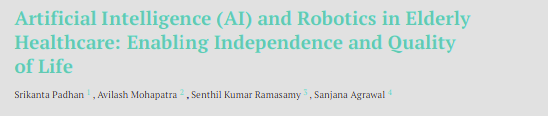 Artificial Intelligence (AI) and Robotics in Elderly
Healthcare: Enabling Independence and Quality
of Life
Srikanta Padhan 1 , Avilash Mohapatra 2 , Senthil Kumar Ramasamy 3 , Sanjana Agrawal 4